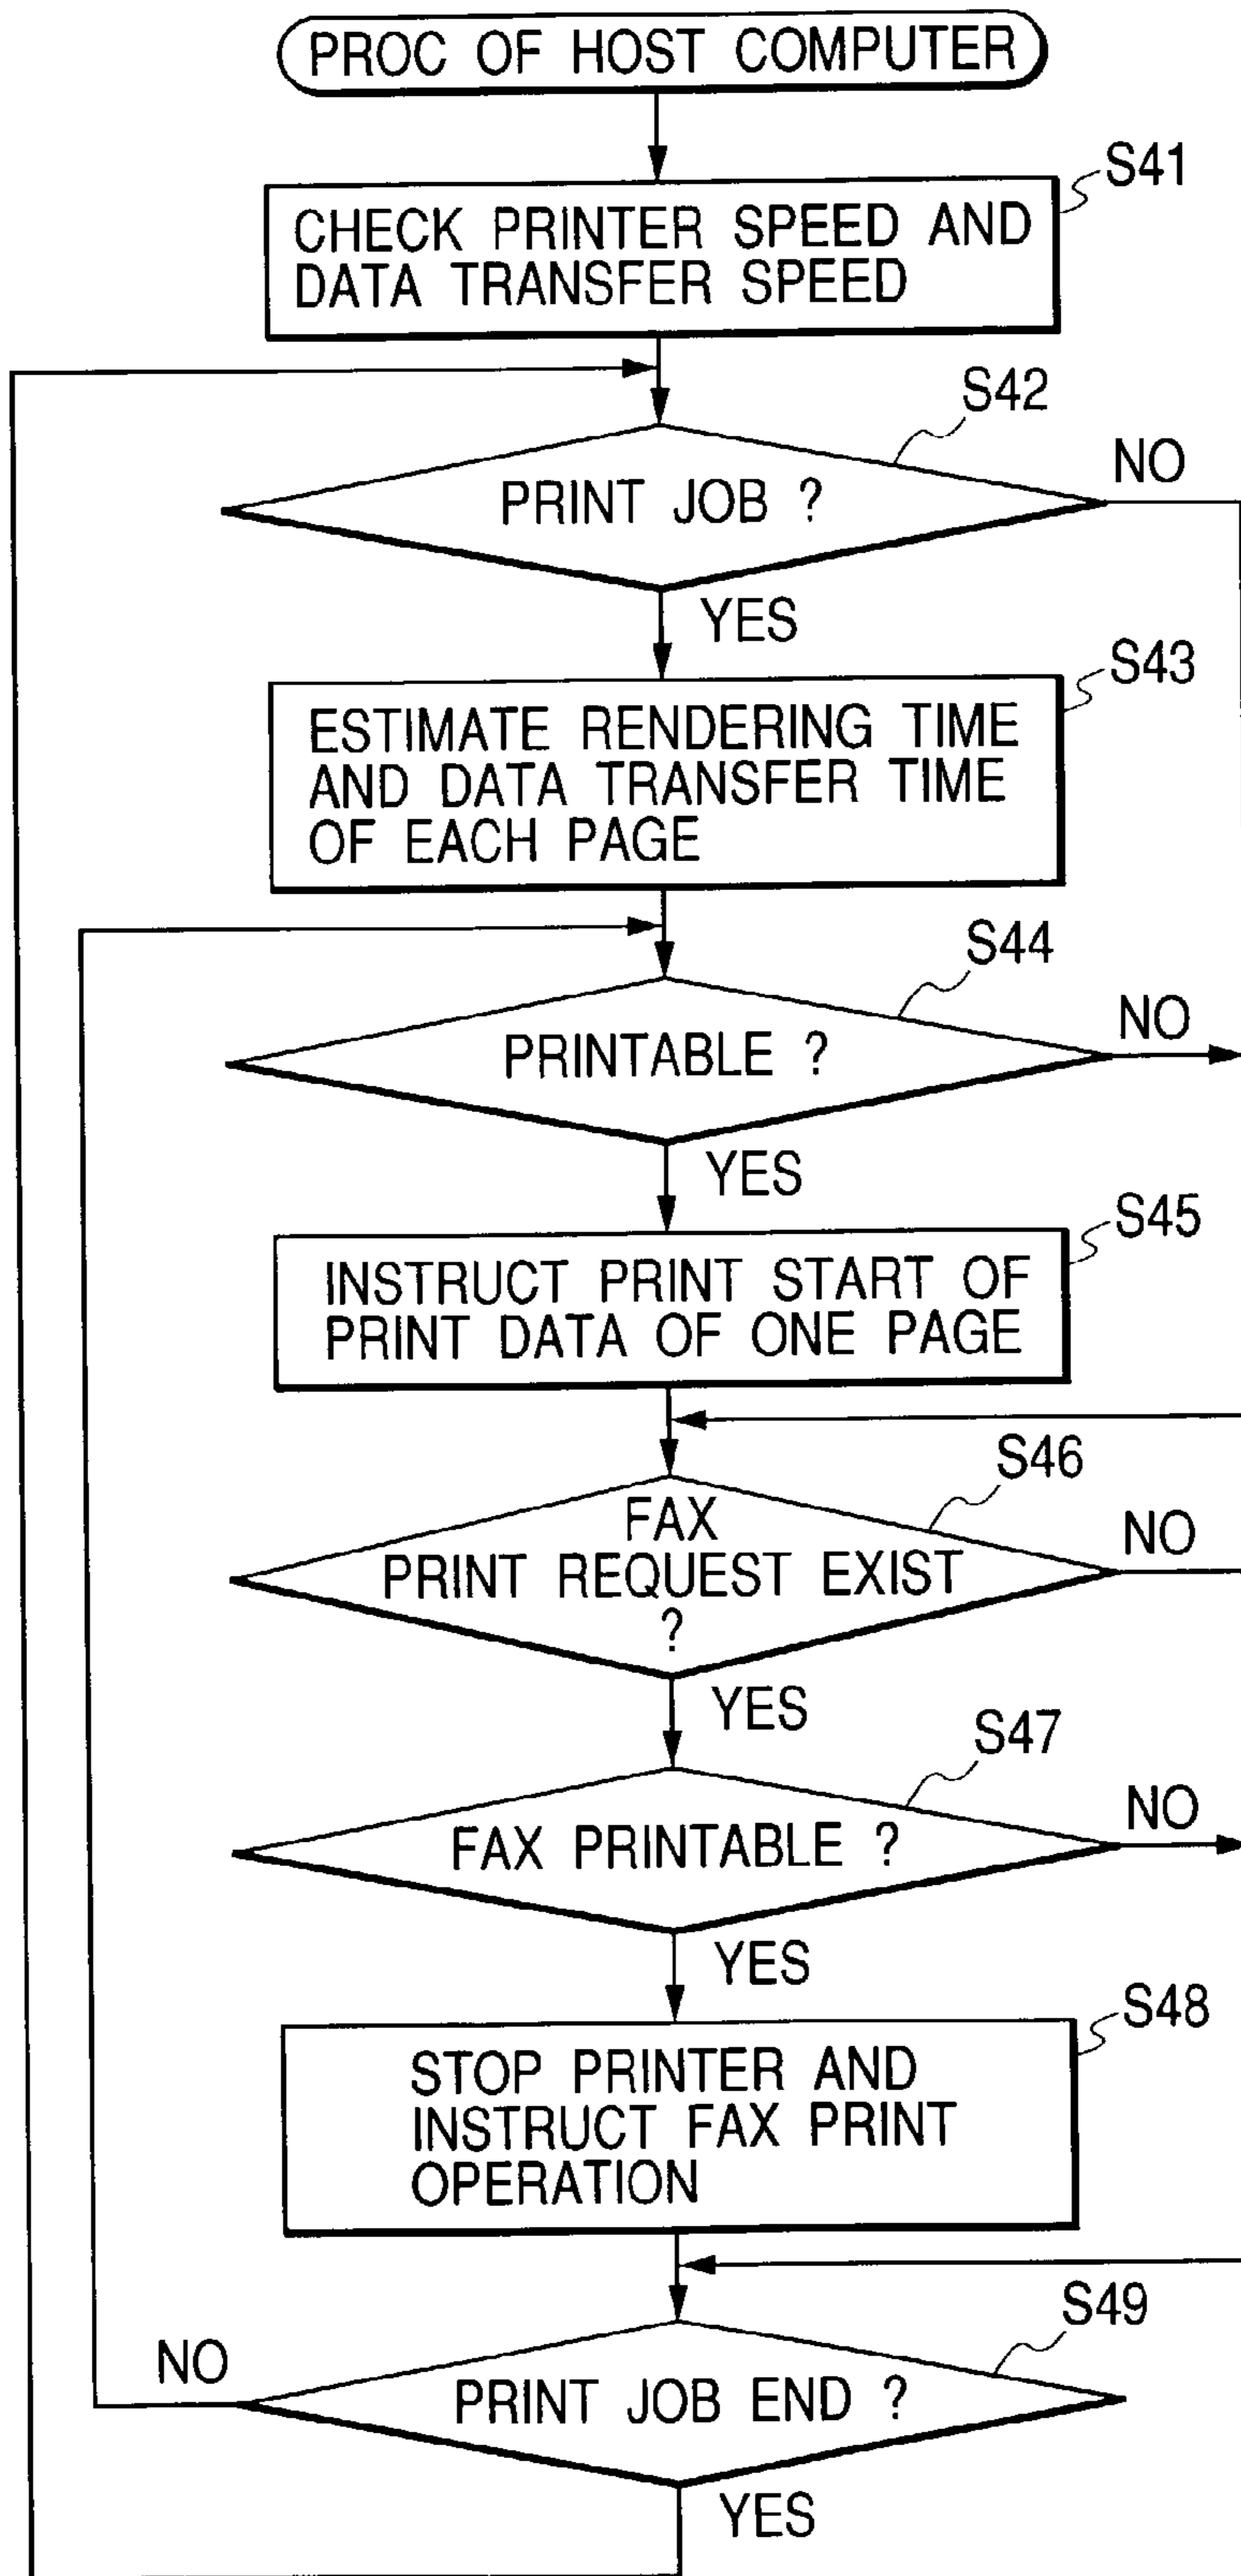 PROC OF HOST COMPUTER
S41
CHECK PRINTER SPEED AND
DATA TRANSFER SPEED
S42
NO
PRINT JOB ?
YES
S43
ESTIMATE RENDERING TIME
AND DATA TRANSFER TIME
OF EACH PAGE
S44
NO
PRINTABLE ?
YES
S45
INSTRUCT PRINT START OF
PRINT DATA OF ONE PAGE
S46
NO
FAX
PRINT REQUEST EXIST
?
YES
S47
NO
FAX PRINTABLE ?
YES
S48
STOP PRINTER AND
INSTRUCT FAX PRINT
OPERATION
S49
NO
PRINT JOB END ?
YES